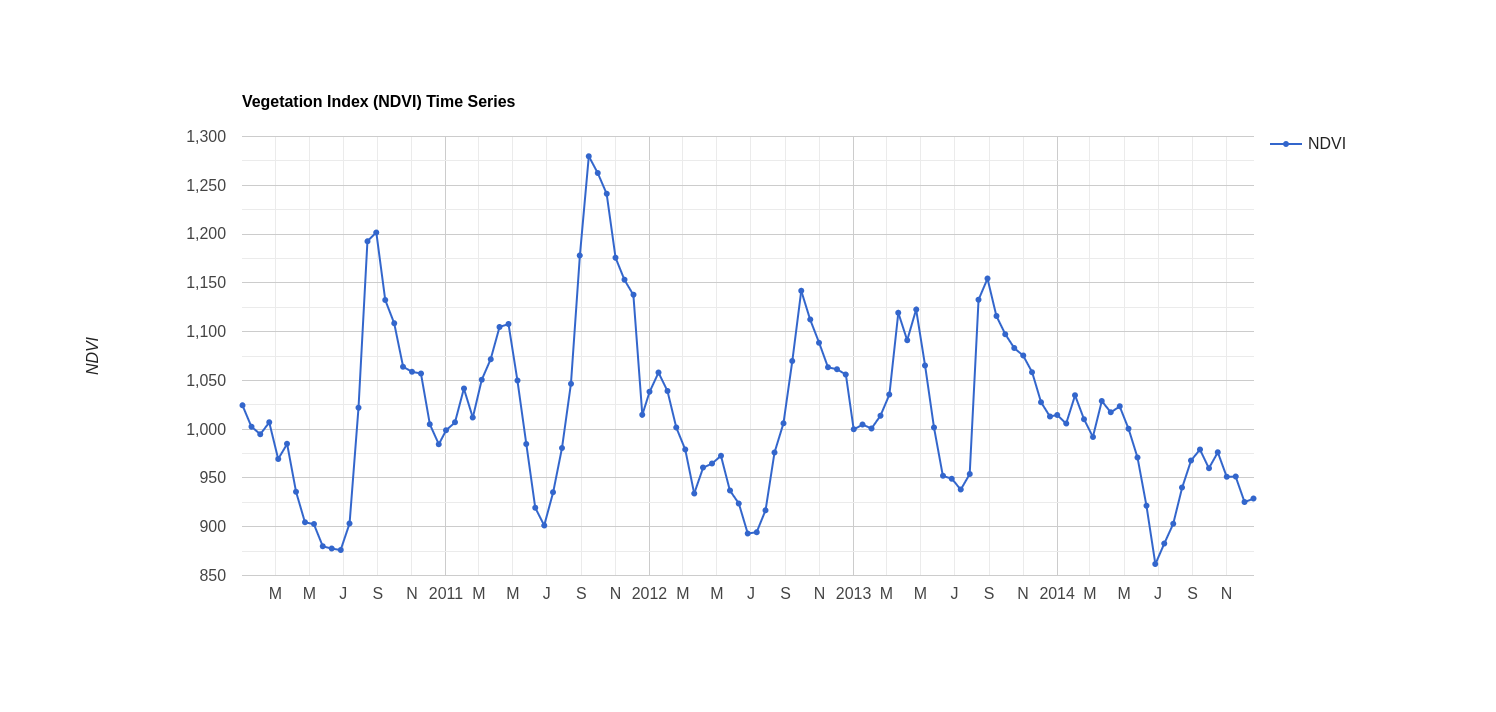 Vegetation Index (NDVI) Time Series
NDVI
NDVI
1,300
1,250
1,200
1,150
1,100
1,050
1,000
950
900
850
M M J S N 2011 M M J S N 2012 M M J S N 2013 M M J S N 2014 M M J S N